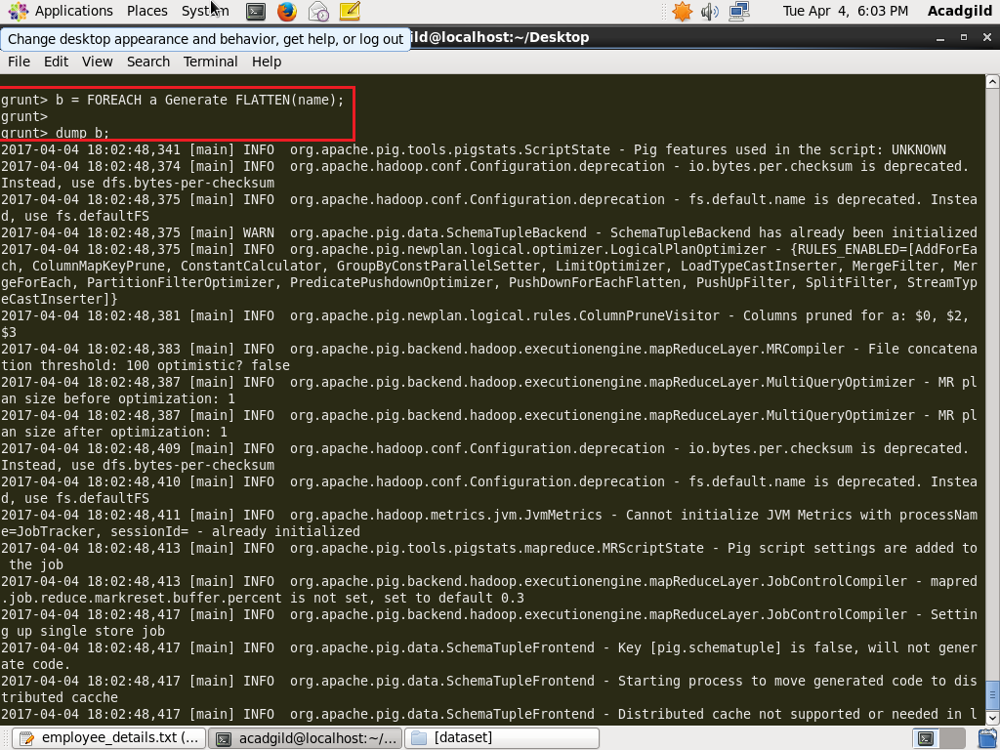 Applications Places System Tue Apr 4, 6:03 PM Acadgild
Change desktop appearance and behavior, get help, or log out
gild@localhost:~/Desktop
File Edit View Search Terminal Help
grunt> b = FOREACH a Generate FLATTEN(name);
grunt>
grunt> dump b;
2017-04-04 18:02:48,341 [main] INFO  org.apache.pig.tools.pigstats.ScriptState - Pig features used in the script: UNKNOWN
2017-04-04 18:02:48,374 [main] INFO  org.apache.hadoop.conf.Configuration.deprecation - io.bytes.per.checksum is deprecated.
Instead, use dfs.bytes-per-checksum
2017-04-04 18:02:48,375 [main] INFO  org.apache.hadoop.conf.Configuration.deprecation - fs.default.name is deprecated. Instea
d, use fs.defaultFS
2017-04-04 18:02:48,375 [main] WARN  org.apache.pig.data.SchemaTupleBackend - SchemaTupleBackend has already been initialized
2017-04-04 18:02:48,375 [main] INFO  org.apache.pig.newplan.logical.optimizer.LogicalPlanOptimizer - {RULES_ENABLED=[AddForEa
ch, ColumnMapKeyPrune, ConstantCalculator, GroupByConstParallelSetter, LimitOptimizer, LoadTypeCastInserter, MergeFilter, Mer
geForEach, PartitionFilterOptimizer, PredicatePushdownOptimizer, PushDownForEachFlatten, PushUpFilter, SplitFilter, StreamTyp
eCastInserter]}
2017-04-04 18:02:48,381 [main] INFO  org.apache.pig.newplan.logical.rules.ColumnPruneVisitor - Columns pruned for a: $0, $2,
$3
2017-04-04 18:02:48,383 [main] INFO  org.apache.pig.backend.hadoop.executionengine.mapReduceLayer.MRCompiler - File concatena
tion threshold: 100 optimistic? false
2017-04-04 18:02:48,387 [main] INFO  org.apache.pig.backend.hadoop.executionengine.mapReduceLayer.MultiQueryOptimizer - MR pl
an size before optimization: 1
2017-04-04 18:02:48,387 [main] INFO  org.apache.pig.backend.hadoop.executionengine.mapReduceLayer.MultiQueryOptimizer - MR pl
an size after optimization: 1
2017-04-04 18:02:48,409 [main] INFO  org.apache.hadoop.conf.Configuration.deprecation - io.bytes.per.checksum is deprecated.
Instead, use dfs.bytes-per-checksum
2017-04-04 18:02:48,410 [main] INFO  org.apache.hadoop.conf.Configuration.deprecation - fs.default.name is deprecated. Instea
d, use fs.defaultFS
2017-04-04 18:02:48,411 [main] INFO  org.apache.hadoop.metrics.jvm.JvmMetrics - Cannot initialize JVM Metrics with processNam
e=JobTracker, sessionId= - already initialized
2017-04-04 18:02:48,413 [main] INFO  org.apache.pig.tools.pigstats.mapreduce.MRScriptState - Pig script settings are added to
 the job
2017-04-04 18:02:48,413 [main] INFO  org.apache.pig.backend.hadoop.executionengine.mapReduceLayer.JobControlCompiler - mapred
.job.reduce.markreset.buffer.percent is not set, set to default 0.3
2017-04-04 18:02:48,417 [main] INFO  org.apache.pig.backend.hadoop.executionengine.mapReduceLayer.JobControlCompiler - Settin
g up single store job
2017-04-04 18:02:48,417 [main] INFO  org.apache.pig.data.SchemaTupleFrontend - Key [pig.schematuple] is false, will not gener
ate code.
2017-04-04 18:02:48,417 [main] INFO  org.apache.pig.data.SchemaTupleFrontend - Starting process to move generated code to dis
tributed cacche
2017-04-04 18:02:48,417 [main] INFO  org.apache.pig.data.SchemaTupleFrontend - Distributed cache not supported or needed in l
employee_details.txt (... acadgild@localhost:~/... [dataset]